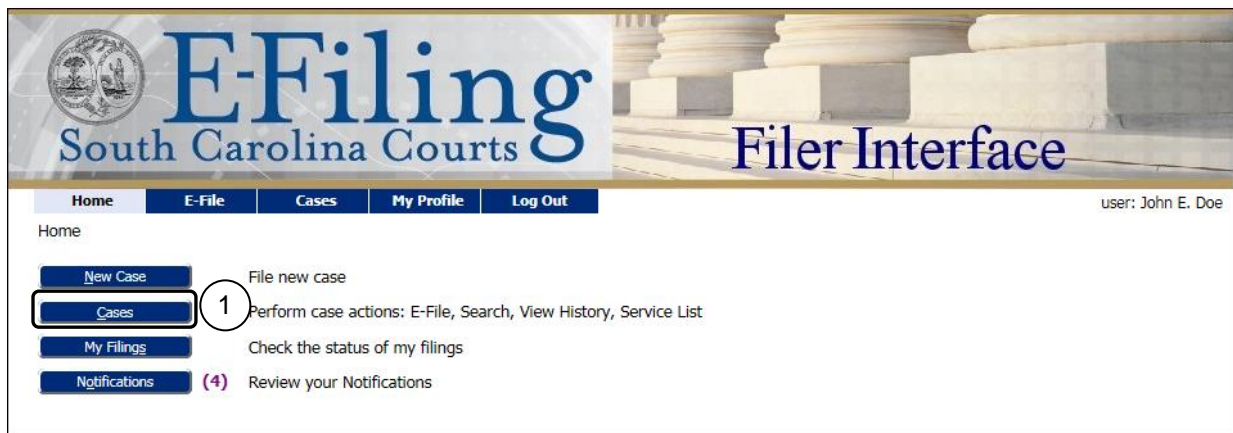 E-Filing
South Carolina Courts
Filer Interface
Home E-File Cases My Profile Log Out user: John E. Doe
Home
New Case File new case
Cases 1 Perform case actions: E-File, Search, View History, Service List
My Filings Check the status of my filings
Notifications (4) Review your Notifications